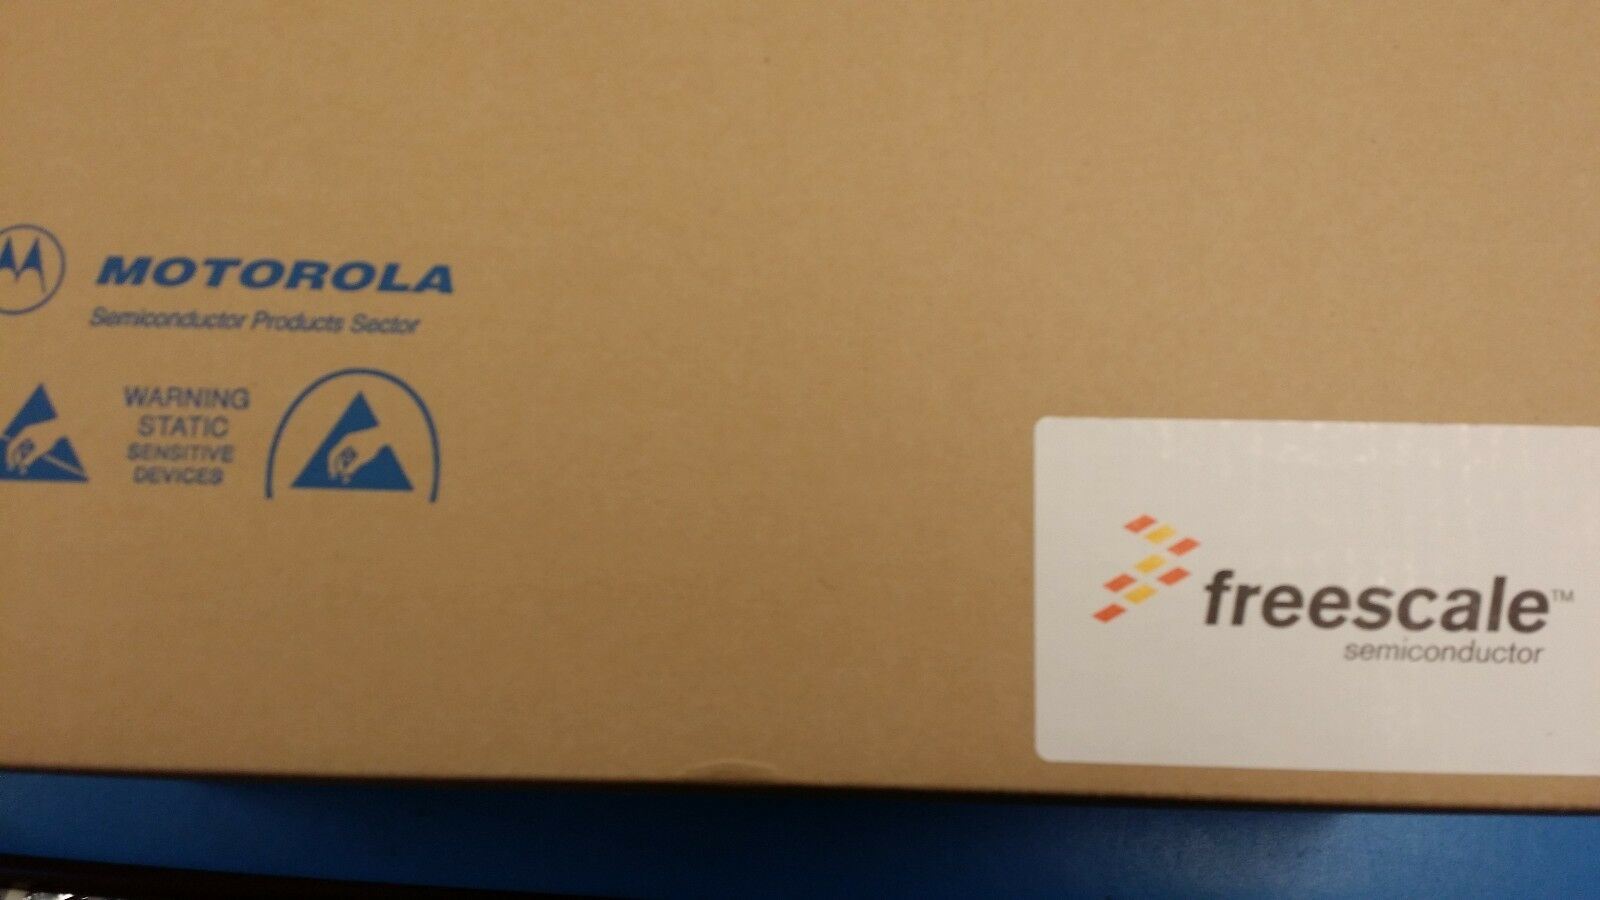 MOTOROLA
Semiconductor Products Sector
WARNING
STATIC
SENSITIVE
DEVICES
freescale™
semiconductor